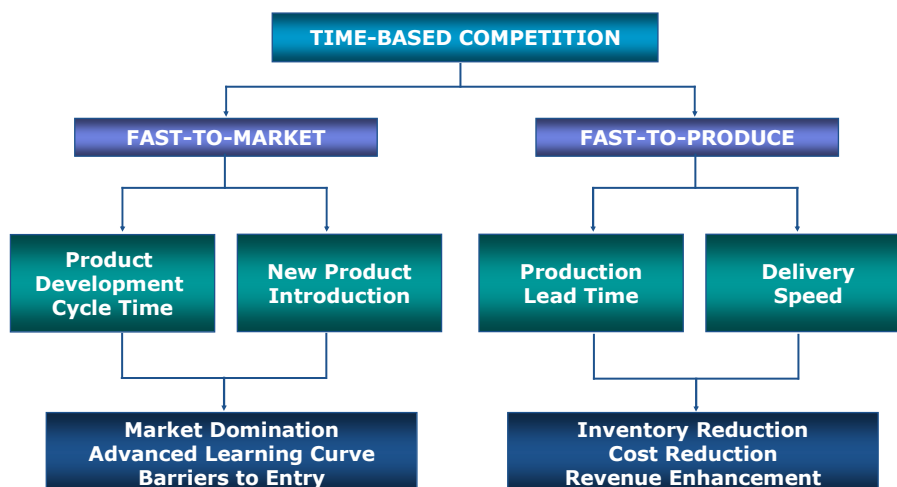 TIME-BASED COMPETITION
FAST-TO-MARKET
FAST-TO-PRODUCE
Product
Development
Cycle Time
New Product
Introduction
Production
Lead Time
Delivery
Speed
Market Domination
Advanced Learning Curve
Barriers to Entry
Inventory Reduction
Cost Reduction
Revenue Enhancement